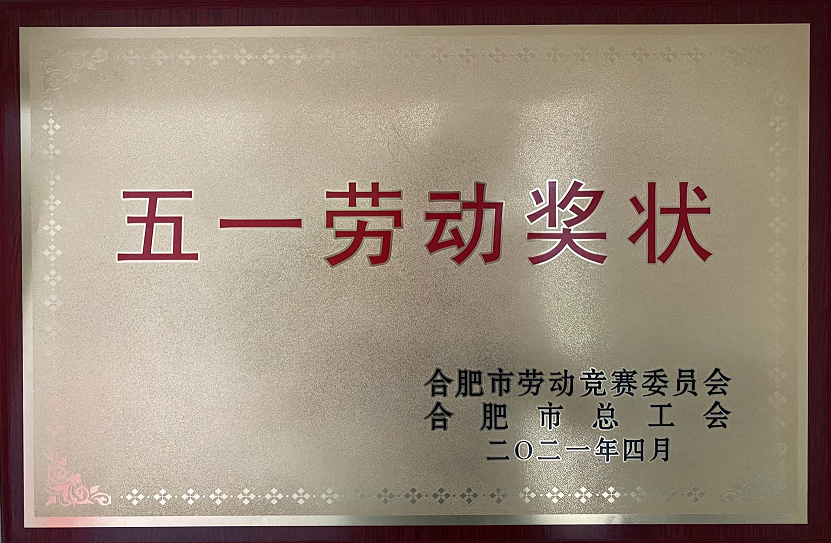 五一劳动奖状
合肥市劳动竞赛委员会
合肥市总工会
二〇二一年四月